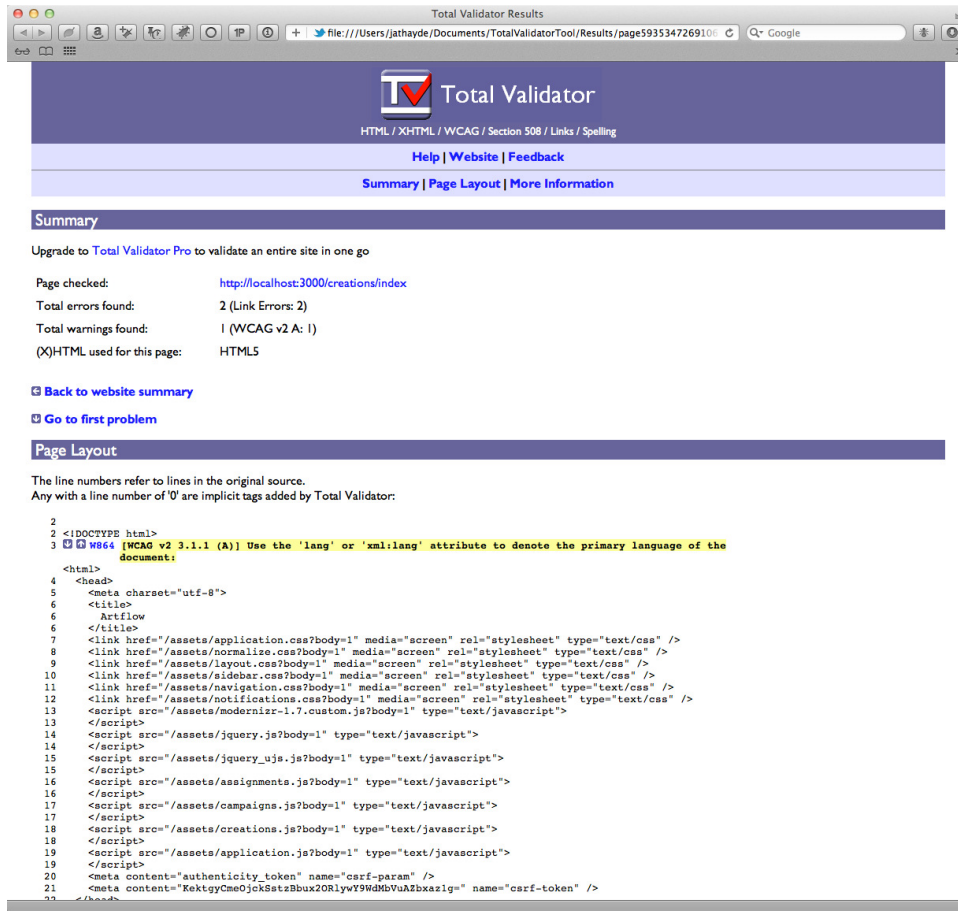 Total Validator Results
file:///Users/jathayde/Documents/TotalValidatorTool/Results/page5935347269106
Google
TV Total Validator
HTML / XHTML / WCAG / Section 508 / Links / Spelling
Help | Website | Feedback
Summary | Page Layout | More Information
Summary
Upgrade to Total Validator Pro to validate an entire site in one go
Page checked: http://localhost:3000/creations/index
Total errors found: 2 (Link Errors: 2)
Total warnings found: 1 (WCAG v2 A: 1)
(X)HTML used for this page: HTML5
Back to website summary
Go to first problem
Page Layout
The line numbers refer to lines in the original source.
Any with a line number of '0' are implicit tags added by Total Validator:
2
2 <!DOCTYPE html>
3 W864 [WCAG v2 3.1.1 (A)] Use the 'lang' or 'xml:lang' attribute to denote the primary language of the
document:
<html>
4 <head>
5 <meta charset="utf-8">
6 <title>
6 Artflow
6 </title>
7 <link href="/assets/application.css?body=1" media="screen" rel="stylesheet" type="text/css" />
8 <link href="/assets/normalize.css?body=1" media="screen" rel="stylesheet" type="text/css" />
9 <link href="/assets/layout.css?body=1" media="screen" rel="stylesheet" type="text/css" />
10 <link href="/assets/sidebar.css?body=1" media="screen" rel="stylesheet" type="text/css" />
11 <link href="/assets/navigation.css?body=1" media="screen" rel="stylesheet" type="text/css" />
12 <link href="/assets/notifications.css?body=1" media="screen" rel="stylesheet" type="text/css" />
13 <script src="/assets/modernizr-1.7.custom.js?body=1" type="text/javascript">
13 </script>
14 <script src="/assets/jquery.js?body=1" type="text/javascript">
14 </script>
15 <script src="/assets/jquery_ujs.js?body=1" type="text/javascript">
15 </script>
16 <script src="/assets/assignments.js?body=1" type="text/javascript">
16 </script>
17 <script src="/assets/campaigns.js?body=1" type="text/javascript">
17 </script>
18 <script src="/assets/creations.js?body=1" type="text/javascript">
18 </script>
19 <script src="/assets/application.js?body=1" type="text/javascript">
19 </script>
20 <meta content="authenticity_token" name="csrf-param" />
21 <meta content="KektgyCmeOjckSstzBbux2ORlywY9WdMbVuAZbxaz1g=" name="csrf-token" />
22 </head>